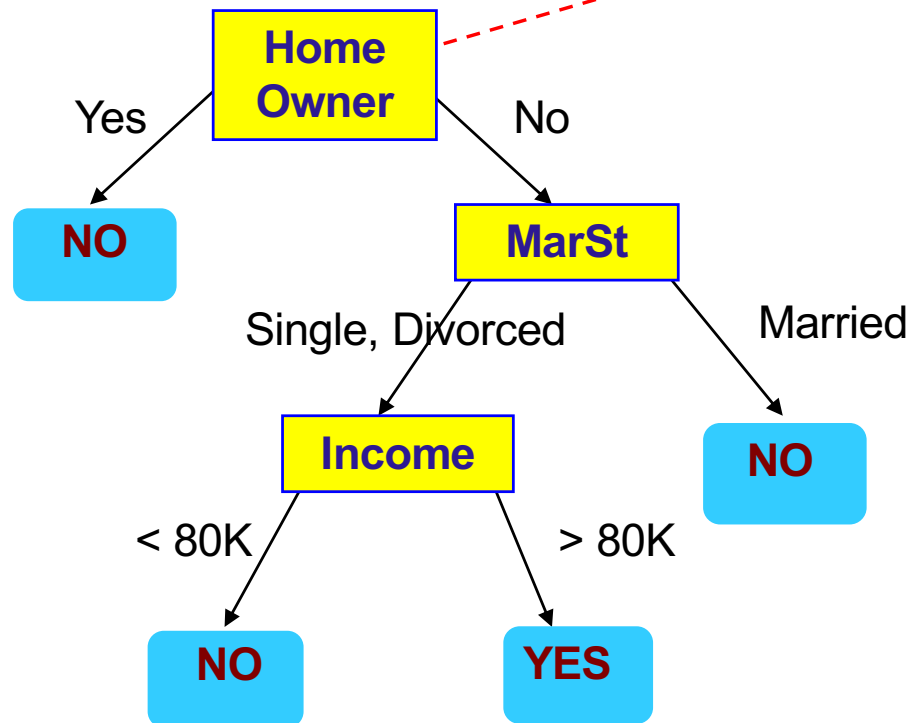 Home
Owner
Yes
No
NO
MarSt
Single, Divorced
Married
Income
NO
< 80K
> 80K
NO
YES